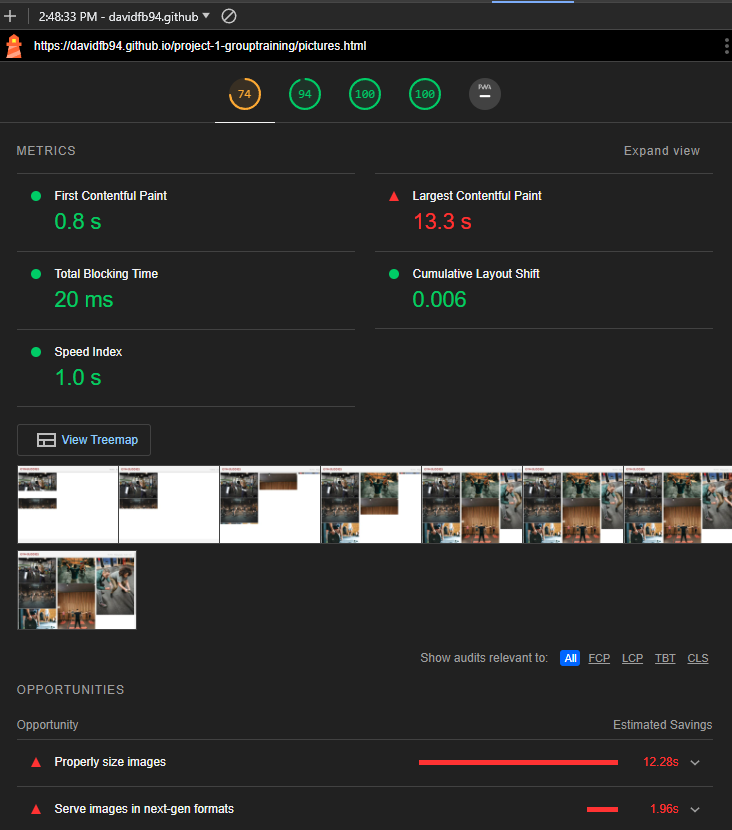 2:48:33 PM - davidfb94.github
https://davidfb94.github.io/project-1-grouptraining/pictures.html
74 94 100 100 PWA
METRICS Expand view
First Contentful Paint Largest Contentful Paint
0.8 s 13.3 s
Total Blocking Time Cumulative Layout Shift
20 ms 0.006
Speed Index
1.0 s
View Treemap
Show audits relevant to: All FCP LCP TBT CLS
OPPORTUNITIES
Opportunity Estimated Savings
Properly size images 12.28s
Serve images in next-gen formats 1.96s